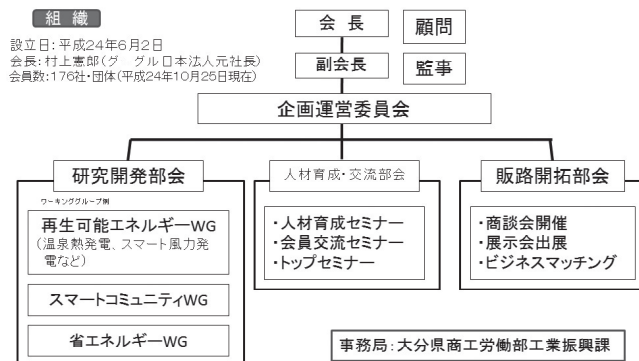 組 織
設立日:平成24年6月2日
会長:村上憲郎(グ グル日本法人元社長)
会員数:176社・団体(平成24年10月25日現在)
会 長
顧問
副会長
監事
企画運営委員会
研究開発部会
ワーキンググループ例
再生可能エネルギーWG
(温泉熱発電、スマート風力発
電など)
スマートコミュニティWG
省エネルギーWG
人材育成・交流部会
・人材育成セミナー
・会員交流セミナー
・トップセミナー
販路開拓部会
・商談会開催
・展示会出展
・ビジネスマッチング
事務局:大分県商工労働部工業振興課